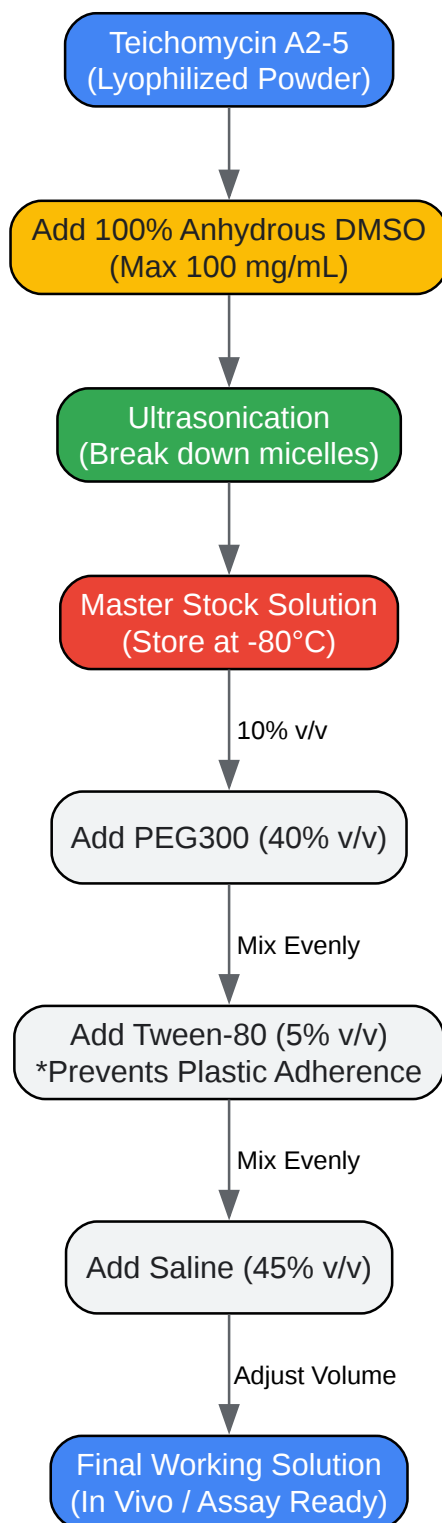 Teichomycin A2-5
(Lyophilized Powder)
Add 100% Anhydrous DMSO
(Max 100 mg/mL)
Ultrasonication
(Break down micelles)
Master Stock Solution
(Store at -80°C)
10% v/v
Add PEG300 (40% v/v)
Mix Evenly
Add Tween-80 (5% v/v)
*Prevents Plastic Adherence
Mix Evenly
Add Saline (45% v/v)
Adjust Volume
Final Working Solution
(In Vivo / Assay Ready)